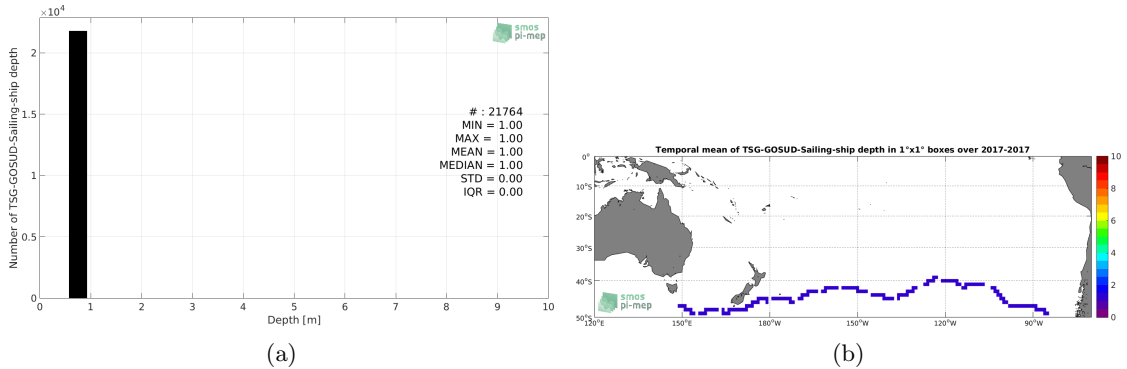 ×10⁴
smos
pi-mep
2
1.5
1
0.5
0
Number of TSG-GOSUD-Sailing-ship depth
# : 21764
MIN = 1.00
MAX = 1.00
MEAN = 1.00
MEDIAN = 1.00
STD = 0.00
IQR = 0.00
0 1 2 3 4 5 6 7 8 9 10
Depth [m]
(a)
Temporal mean of TSG-GOSUD-Sailing-ship depth in 1°x1° boxes over 2017-2017
0°
10°S
20°S
30°S
40°S
50°S
120°E 150°E 180°W 150°W 120°W 90°W
smos
pi-mep
10
8
6
4
2
0
(b)